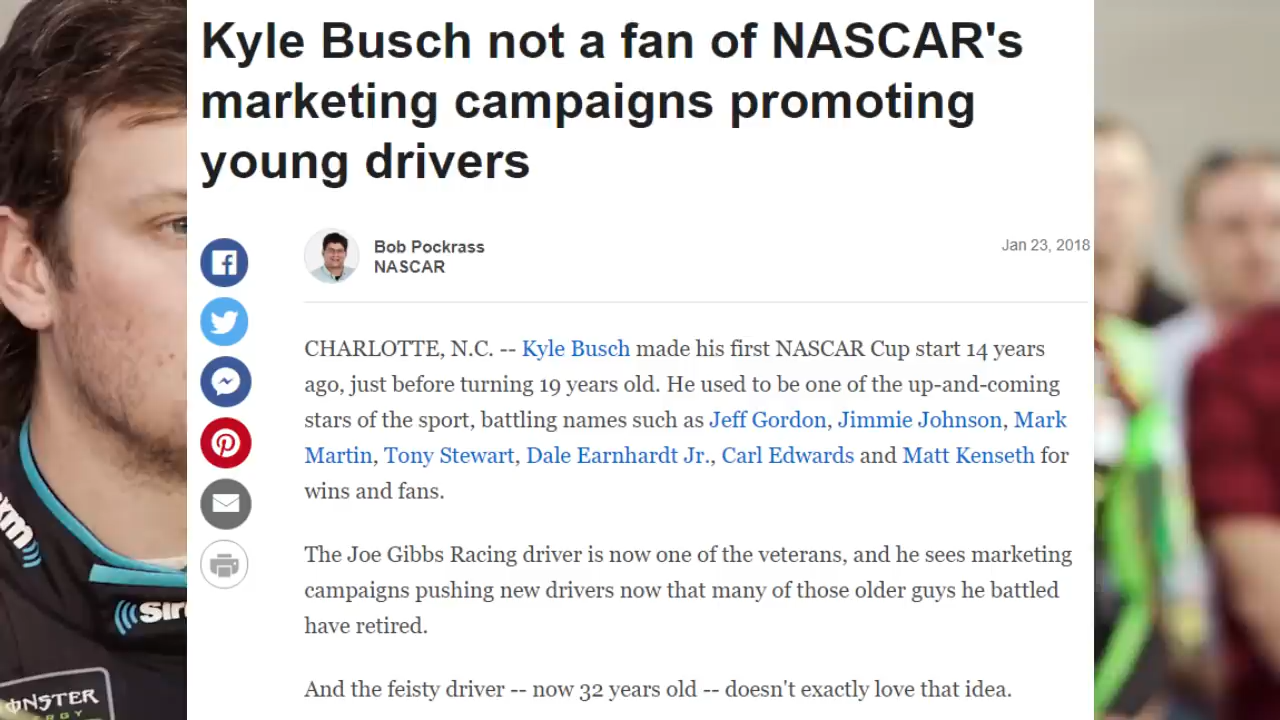 Kyle Busch not a fan of NASCAR's
marketing campaigns promoting
young drivers
Bob Pockrass
NASCAR
Jan 23, 2018
CHARLOTTE, N.C. -- Kyle Busch made his first NASCAR Cup start 14 years
ago, just before turning 19 years old. He used to be one of the up-and-coming
stars of the sport, battling names such as Jeff Gordon, Jimmie Johnson, Mark
Martin, Tony Stewart, Dale Earnhardt Jr., Carl Edwards and Matt Kenseth for
wins and fans.
The Joe Gibbs Racing driver is now one of the veterans, and he sees marketing
campaigns pushing new drivers now that many of those older guys he battled
have retired.
And the feisty driver -- now 32 years old -- doesn't exactly love that idea.
xm
Sir
MONSTER